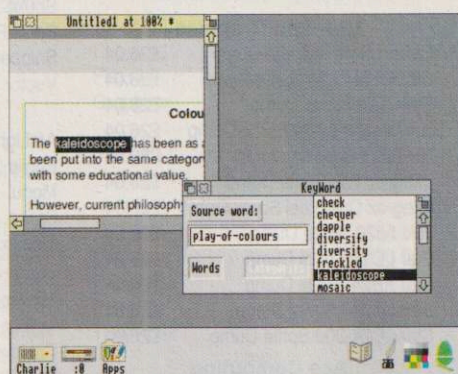 Untitled1 at 100% *
Colou
The kaleidoscope has been as a
been put into the same categor
with some educational value.
However, current philosophy
KeyWord
Source word:
play-of-colours
Words
check
chequer
dapple
diversify
diversity
freckled
kaleidoscope
mosaic
Charlie
:0
Apps